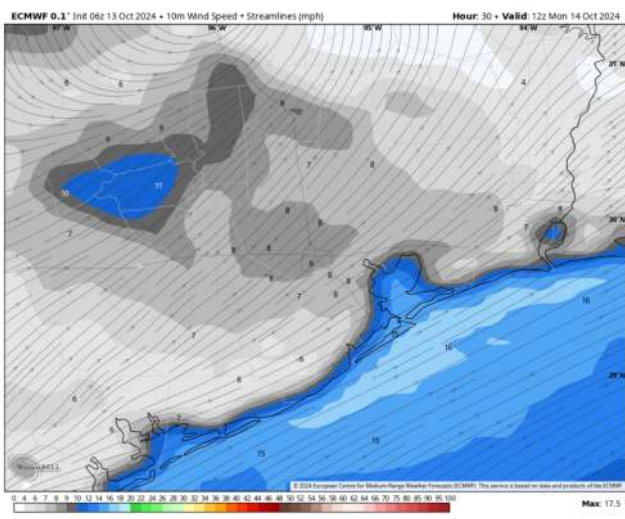 ECMWF 0.1° Init 06z 13 Oct 2024 • 10m Wind Speed + Streamlines (mph) Hour: 30 • Valid: 12z Mon 14 Oct 2024
97°W 96°W 95°W 94°W
31°N
6 6 4
8
9 9
7 8
10 11
8 8 7 8 30°N
7
9 8 9
8 8 8
7 8
16
7 15
6 16
6 29°N
6
7
6
15 15
WeatherBELL
© 2024 European Centre for Medium-Range Weather Forecasts (ECMWF). This service is based on data and products of the ECMWF
0 4 6 7 8 9 10 12 14 16 18 20 22 24 26 28 30 32 34 36 38 40 42 44 46 48 50 52 54 56 58 60 62 64 66 68 70 75 80 85 90 95 100
Max: 17.5